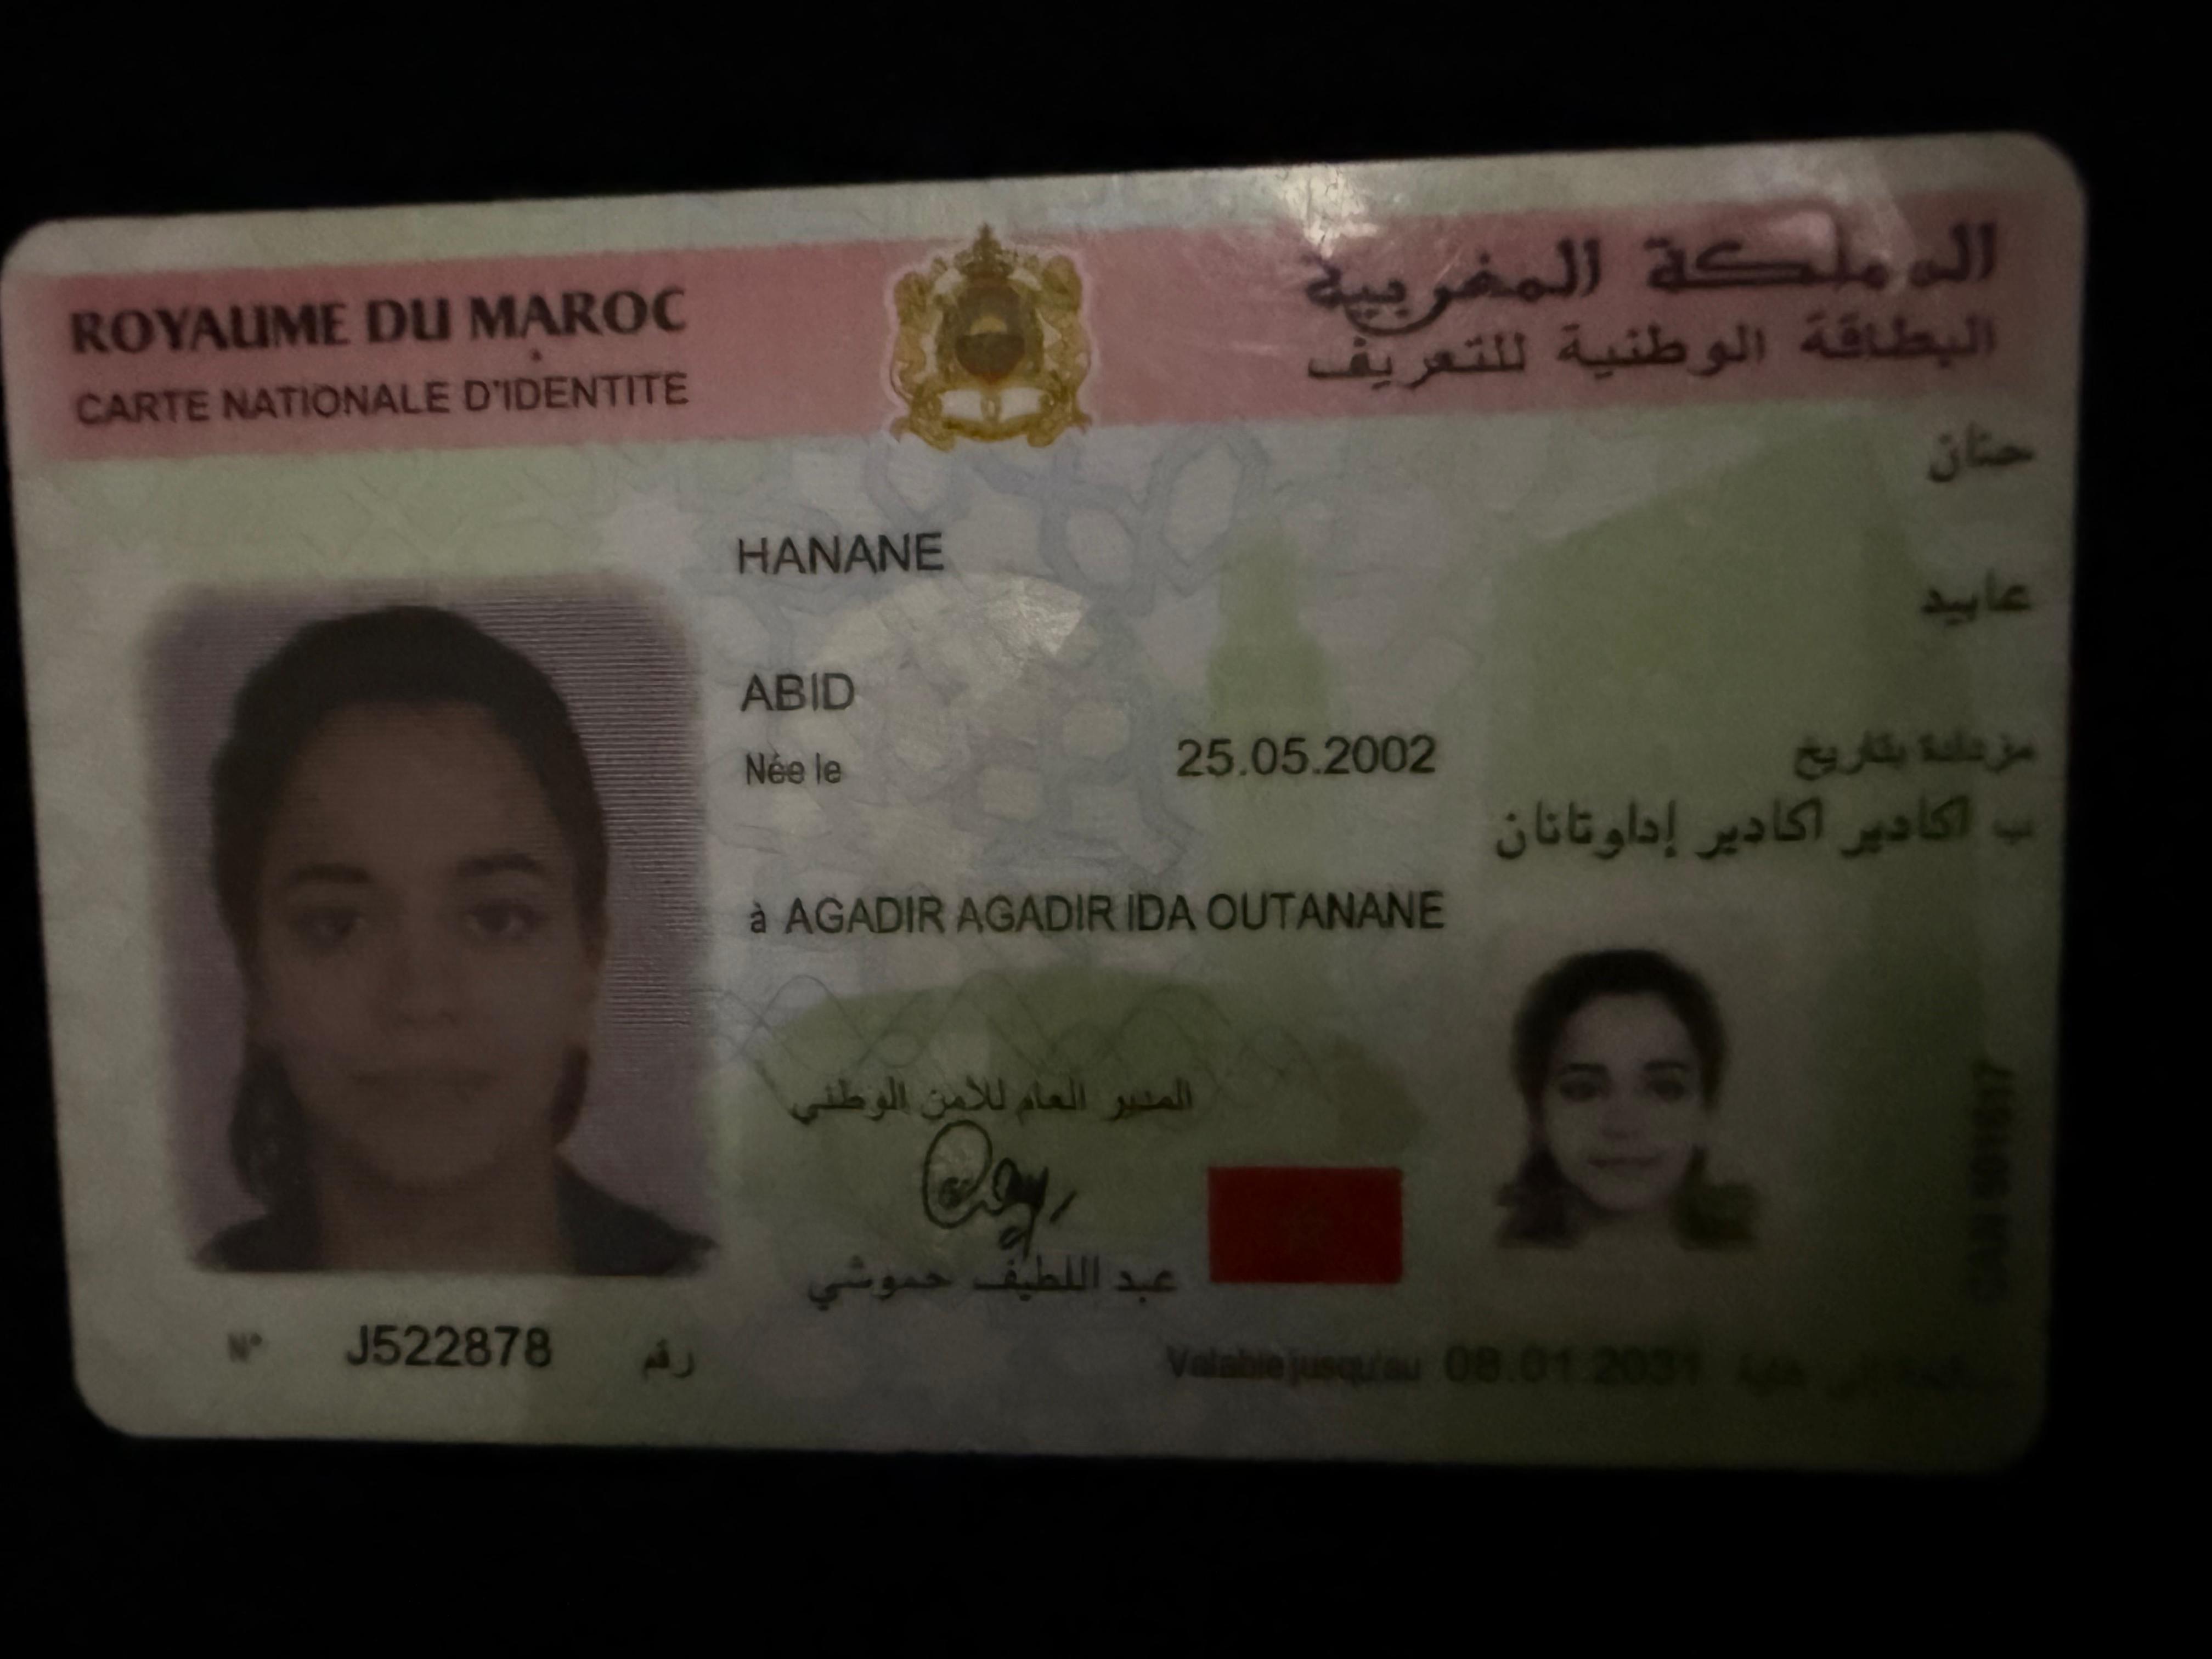 ROYAUME DU MAROC
المملكة المغربية
CARTE NATIONALE D'IDENTITE
البطاقة الوطنية للتعريف
حنان
HANANE
عابيد
ABID
مزدادة بتاريخ
25.05.2002
Née le
ب اكادير اكادير إداوتانان
à AGADIR AGADIR IDA OUTANANE
المدير العام للأمن الوطني
عبد اللطيف حموشي
N° J522878 رقم
Valable jusqu'au 08.01.2031
CAN